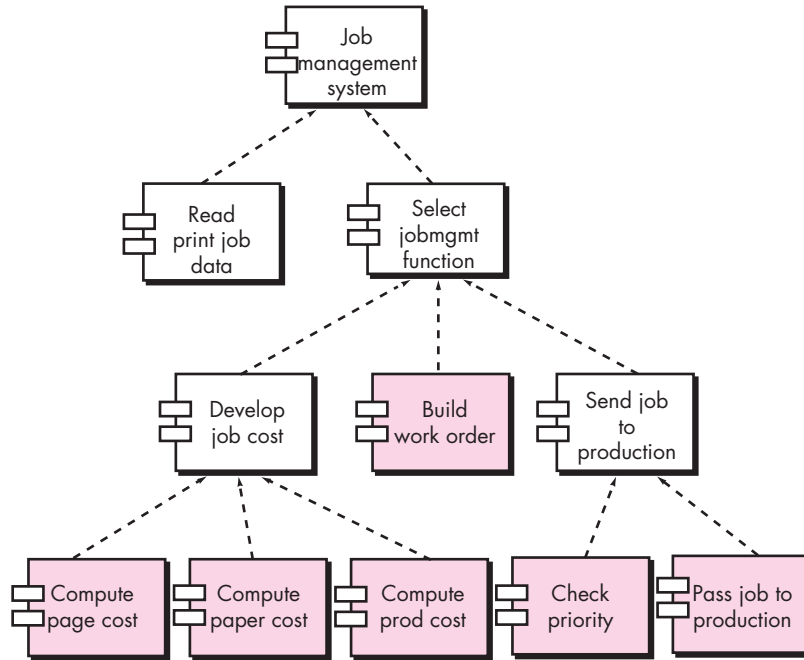 Job
management
system
Read
print job
data
Select
jobmgmt
function
Develop
job cost
Build
work order
Send job
to
production
Compute
page cost
Compute
paper cost
Compute
prod cost
Check
priority
Pass job to
production